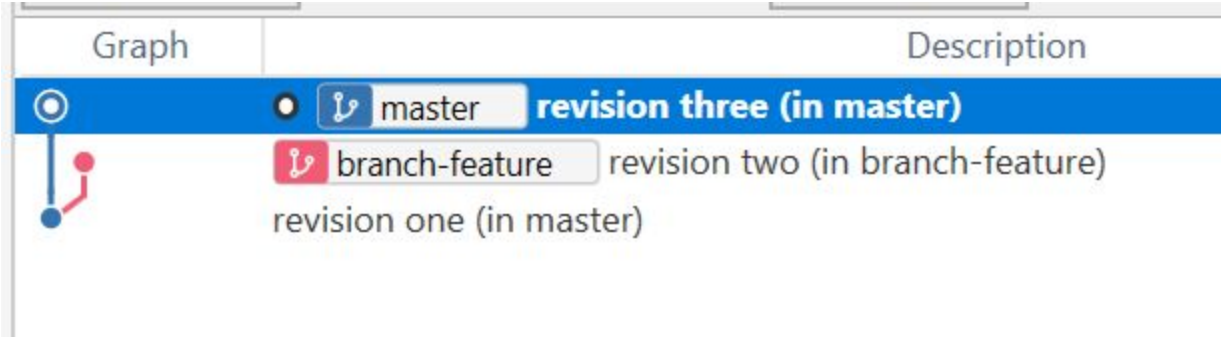 Graph Description
master revision three (in master)
branch-feature revision two (in branch-feature)
revision one (in master)